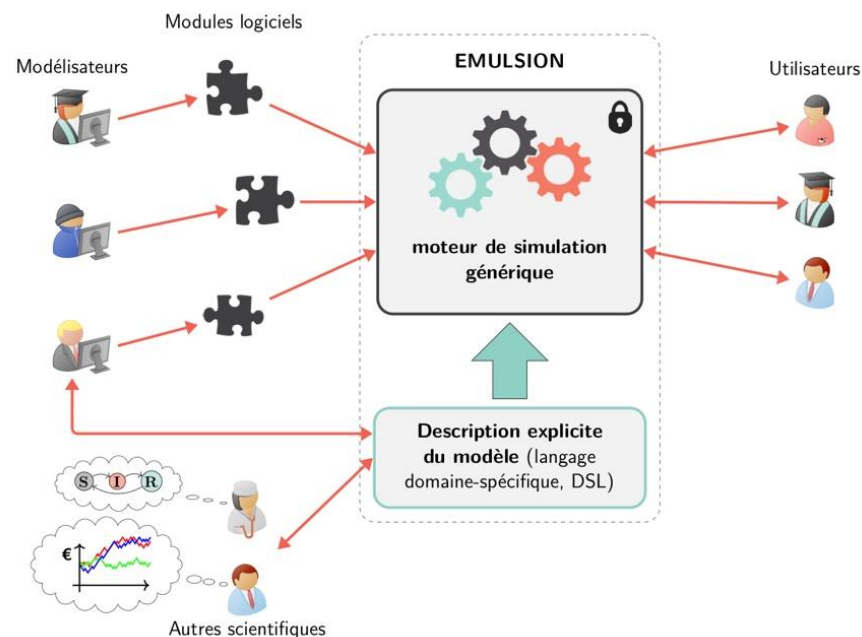 Modules logiciels
Modélisateurs
EMULSION
Utilisateurs
moteur de simulation
générique
Description explicite
du modèle (langage
domaine-spécifique, DSL)
S I R
€
Autres scientifiques